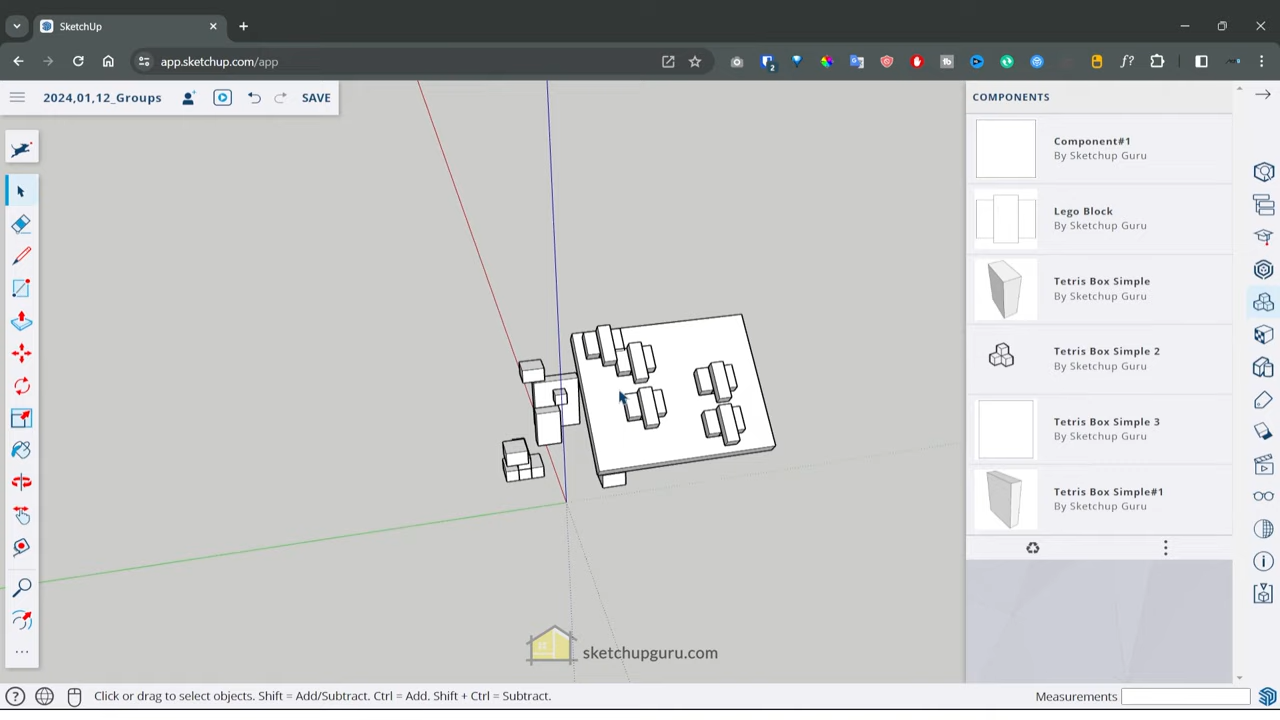 SketchUp
app.sketchup.com/app
2
2024,01,12_Groups
SAVE
COMPONENTS
Component#1
By Sketchup Guru
Lego Block
By Sketchup Guru
Tetris Box Simple
By Sketchup Guru
Tetris Box Simple 2
By Sketchup Guru
Tetris Box Simple 3
By Sketchup Guru
Tetris Box Simple#1
By Sketchup Guru
sketchupguru.com
Click or drag to select objects. Shift = Add/Subtract. Ctrl = Add. Shift + Ctrl = Subtract.
Measurements